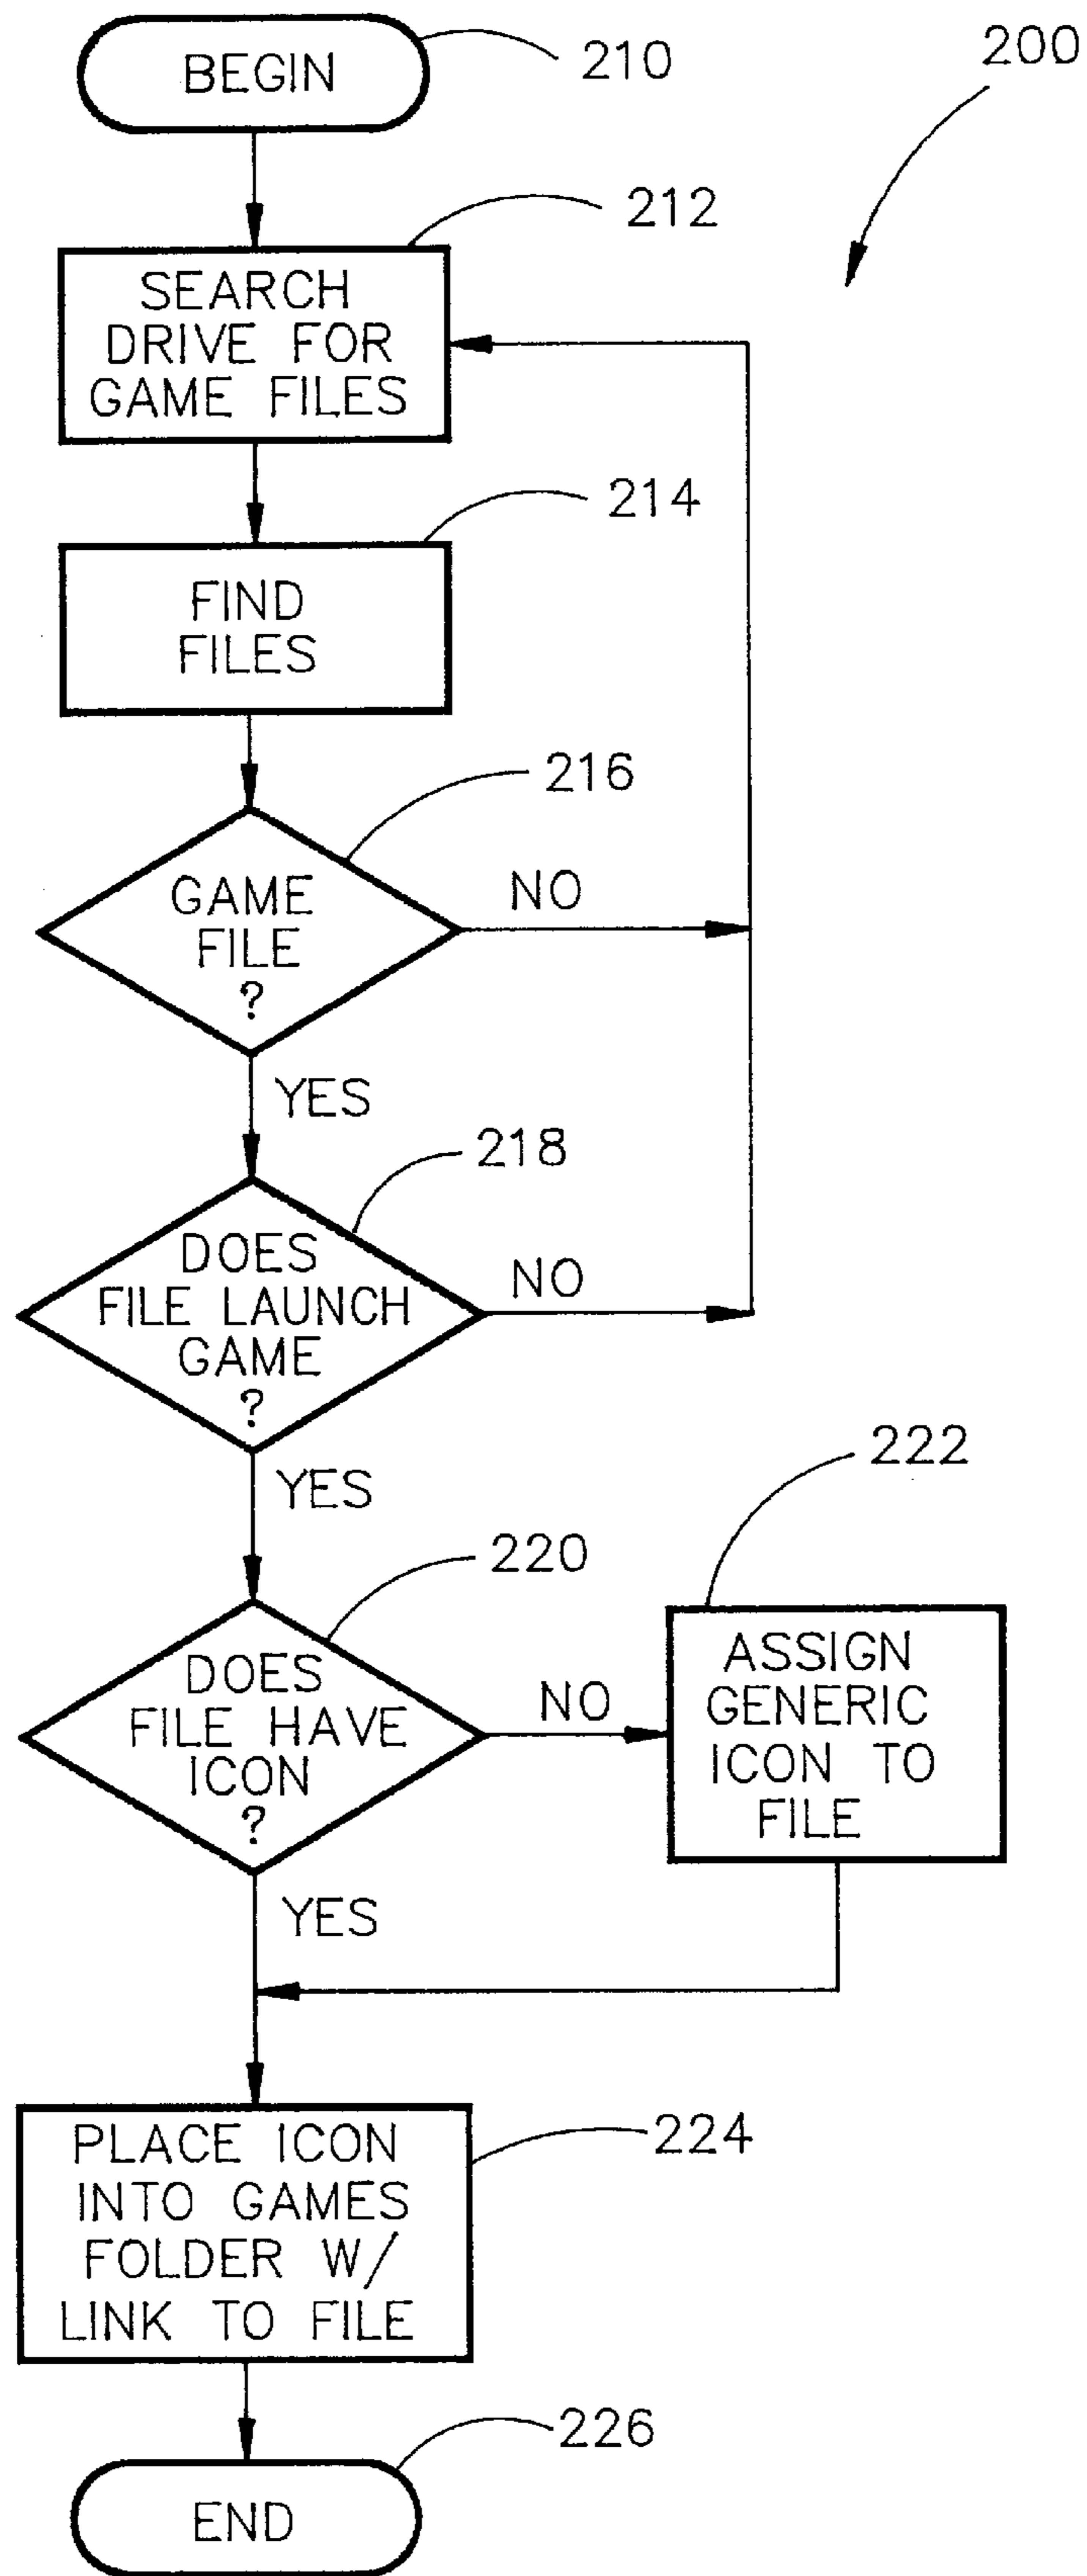 BEGIN
210
200
212
SEARCH
DRIVE FOR
GAME FILES
214
FIND
FILES
216
GAME
FILE
?
NO
YES
218
DOES
FILE LAUNCH
GAME
?
NO
YES
220
DOES
FILE HAVE
ICON
?
NO
222
ASSIGN
GENERIC
ICON TO
FILE
YES
224
PLACE ICON
INTO GAMES
FOLDER W/
LINK TO FILE
226
END